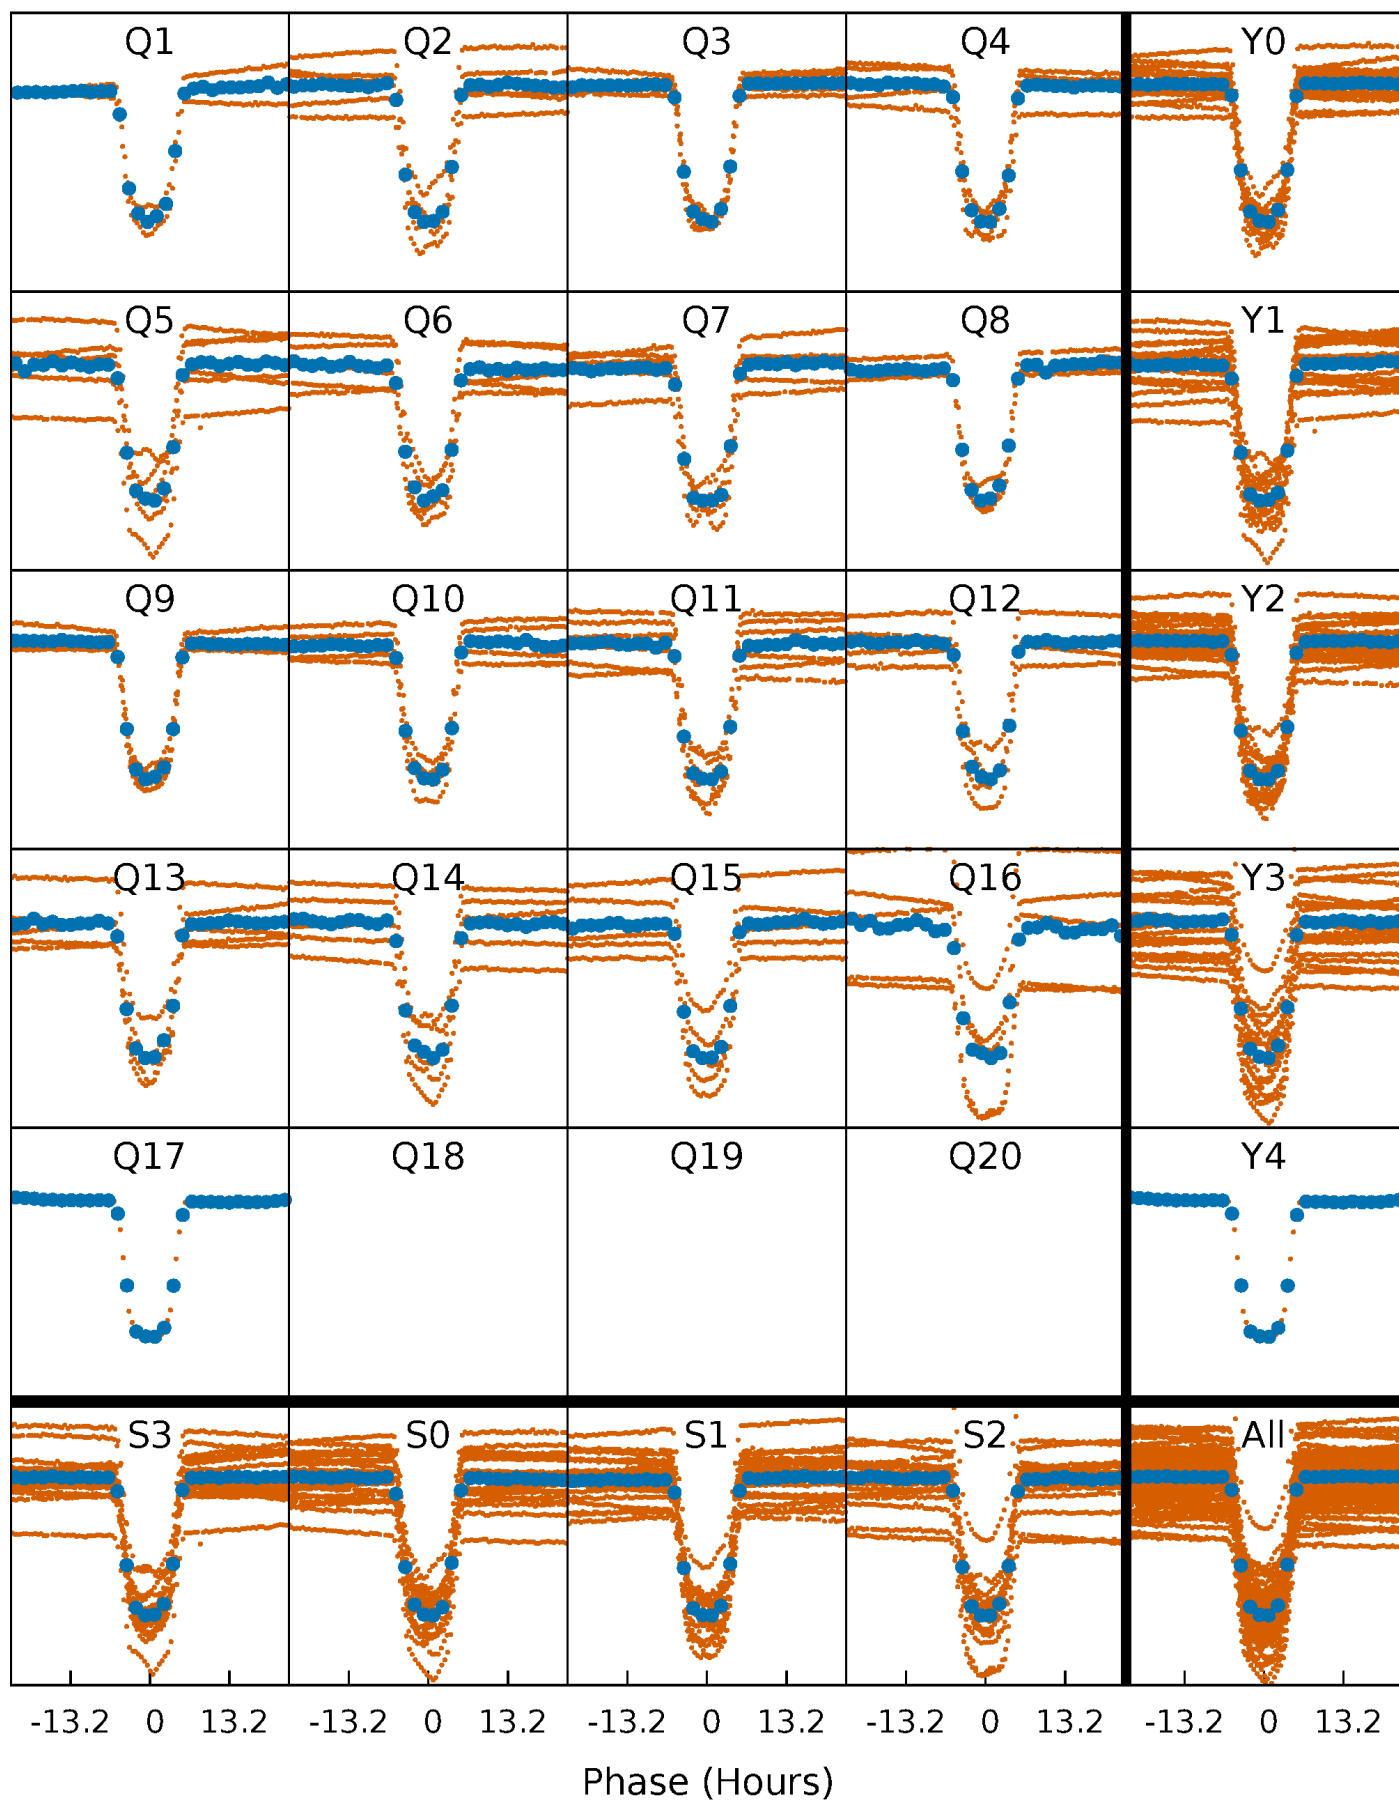 Q1 Q2 Q3 Q4 Y0
Q5 Q6 Q7 Q8 Y1
Q9 Q10 Q11 Q12 Y2
Q13 Q14 Q15 Q16 Y3
Q17 Q18 Q19 Q20 Y4
S3 S0 S1 S2 All
-13.2 0 13.2 -13.2 0 13.2 -13.2 0 13.2 -13.2 0 13.2 -13.2 0 13.2
Phase (Hours)